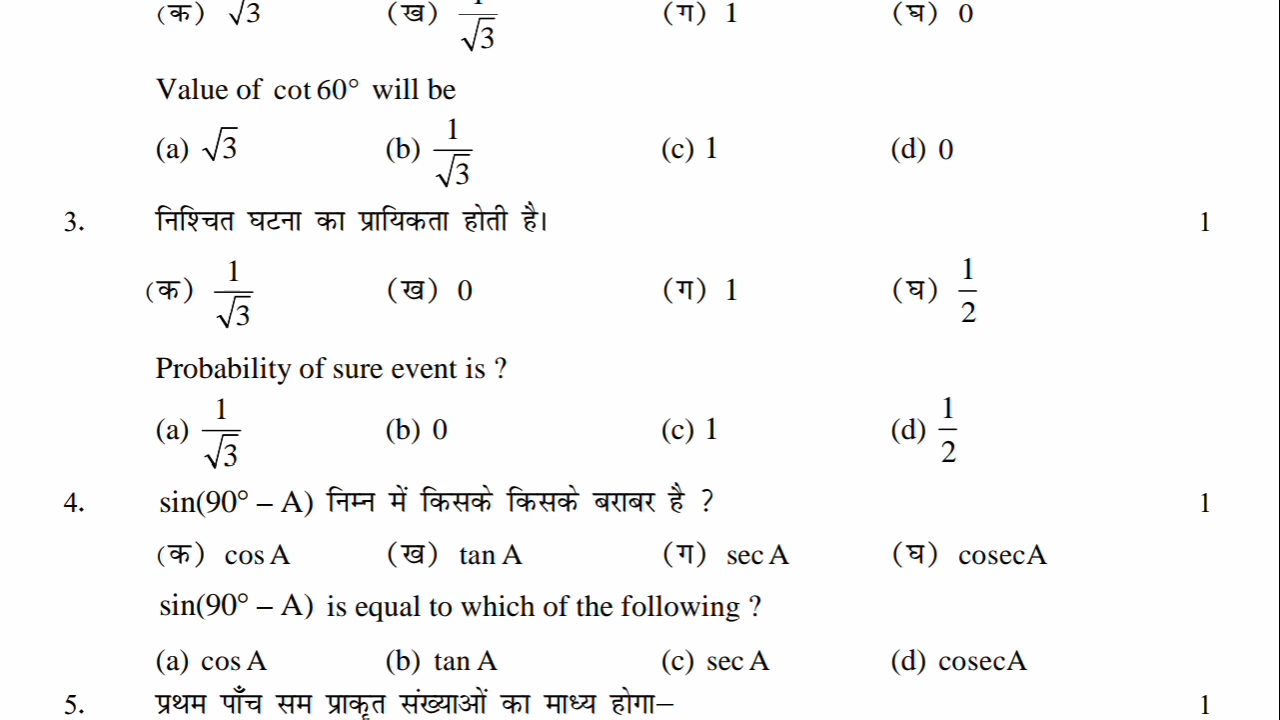 (क) √3 (ख) 1/√3 (ग) 1 (घ) 0
Value of cot 60° will be
(a) √3 (b) 1/√3 (c) 1 (d) 0
3. निश्चित घटना का प्रायिकता होती है। 1
(क) 1/√3 (ख) 0 (ग) 1 (घ) 1/2
Probability of sure event is ?
(a) 1/√3 (b) 0 (c) 1 (d) 1/2
4. sin(90° – A) निम्न में किसके किसके बराबर है ? 1
(क) cos A (ख) tan A (ग) sec A (घ) cosecA
sin(90° – A) is equal to which of the following ?
(a) cos A (b) tan A (c) sec A (d) cosecA
5. प्रथम पाँच सम प्राकृत संख्याओं का माध्य होगा– 1